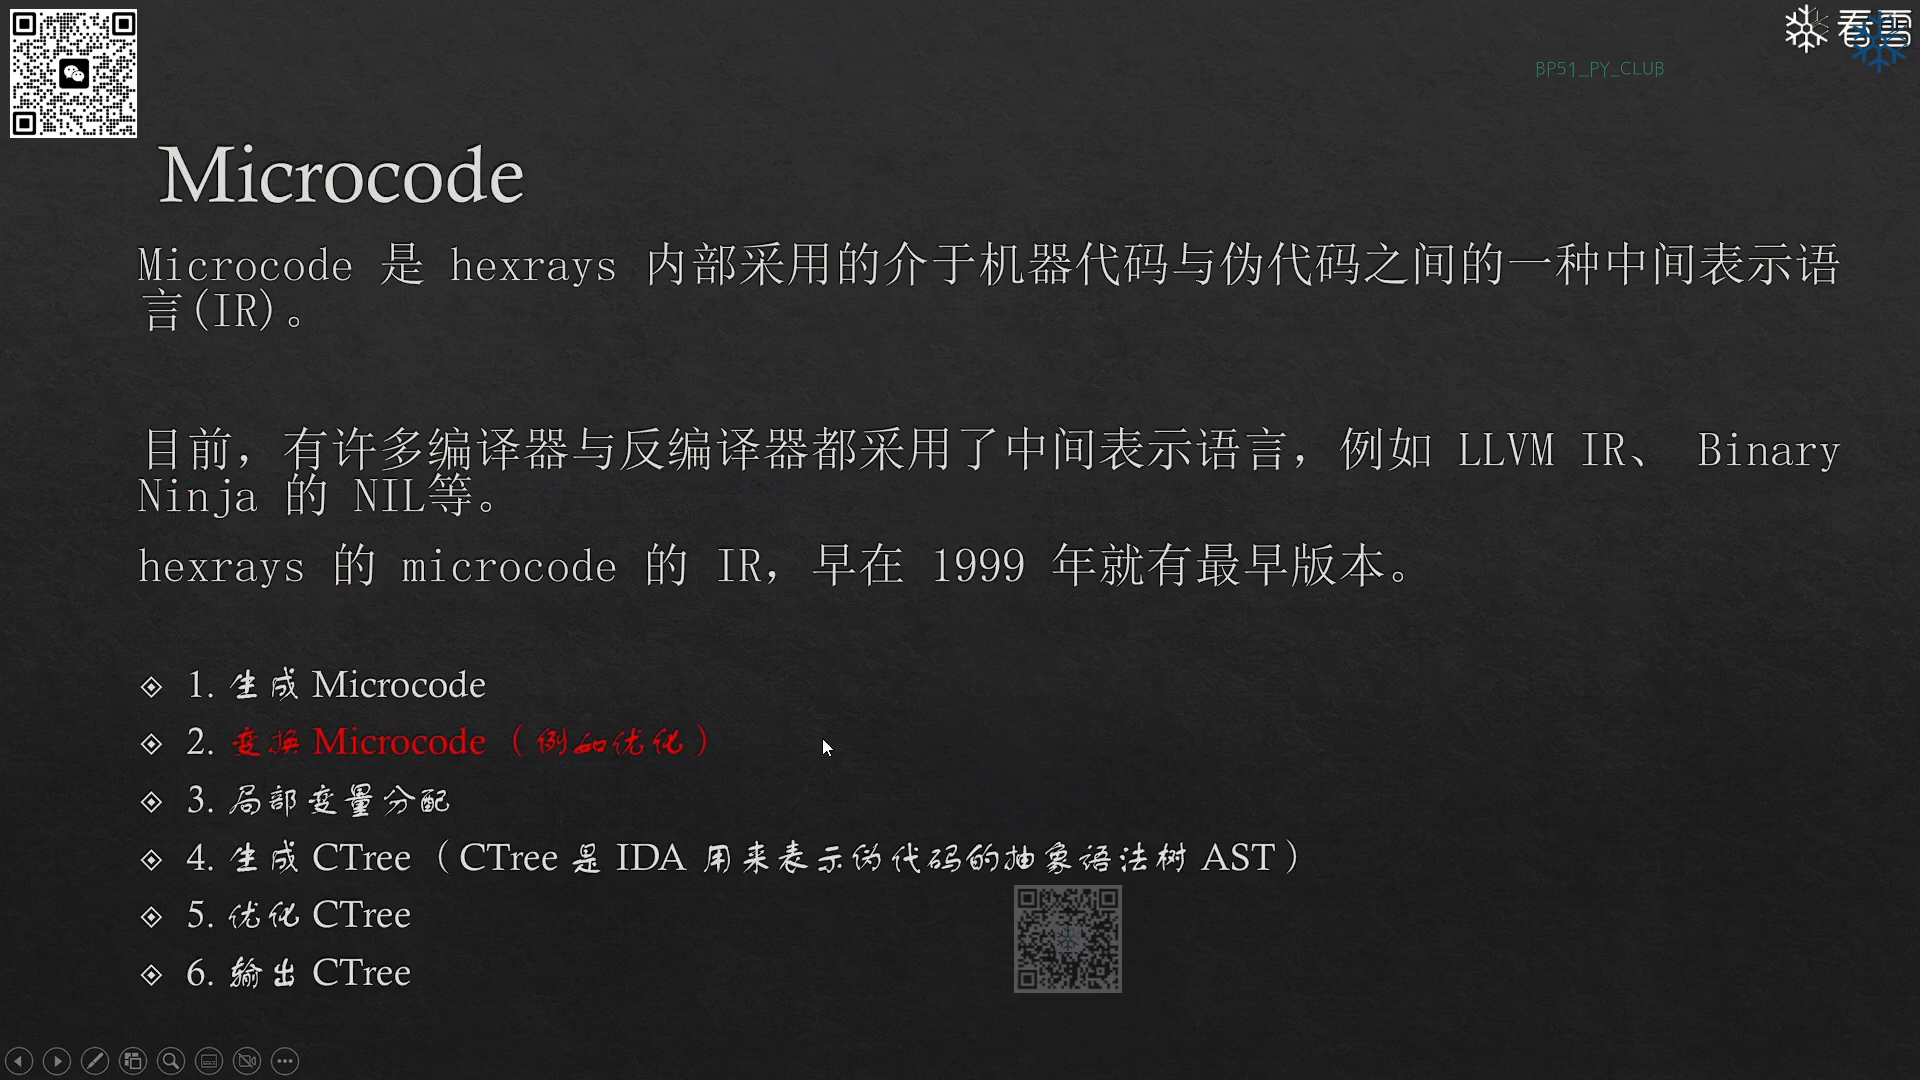 看雪
BP51_PY_CLUB
Microcode
Microcode 是 hexrays 内部采用的介于机器代码与伪代码之间的一种中间表示语
言(IR)。
目前，有许多编译器与反编译器都采用了中间表示语言，例如 LLVM IR、 Binary
Ninja 的 NIL等。
hexrays 的 microcode 的 IR，早在 1999 年就有最早版本。
1. 生成 Microcode
2. 变换 Microcode（例如优化）
3. 局部变量分配
4. 生成 CTree（CTree 是 IDA 用来表示伪代码的抽象语法树 AST）
5. 优化 CTree
6. 输出 CTree